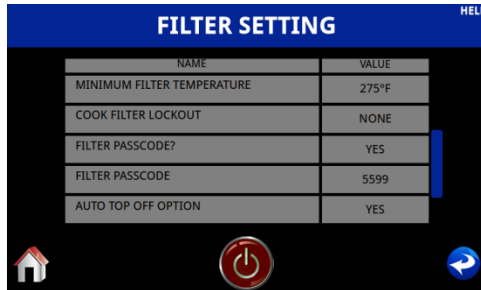 HELP
FILTER SETTING
NAME VALUE
MINIMUM FILTER TEMPERATURE 275°F
COOK FILTER LOCKOUT NONE
FILTER PASSCODE? YES
FILTER PASSCODE 5599
AUTO TOP OFF OPTION YES